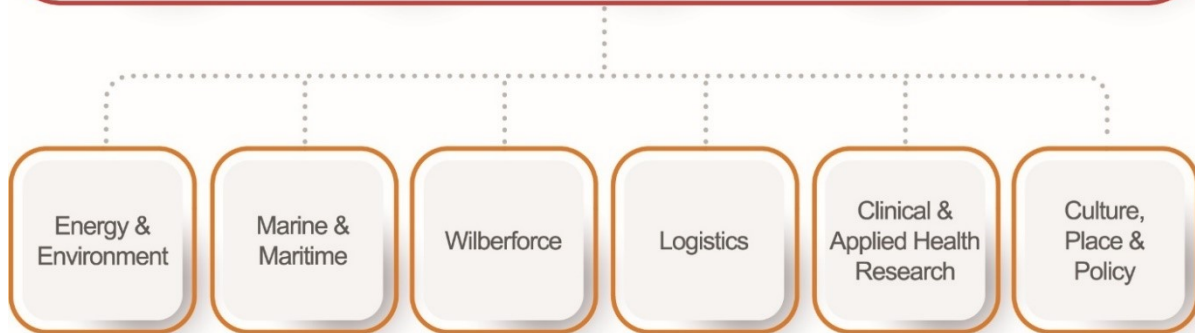 Energy &
Environment
Marine &
Maritime
Wilberforce
Logistics
Clinical &
Applied Health
Research
Culture,
Place &
Policy